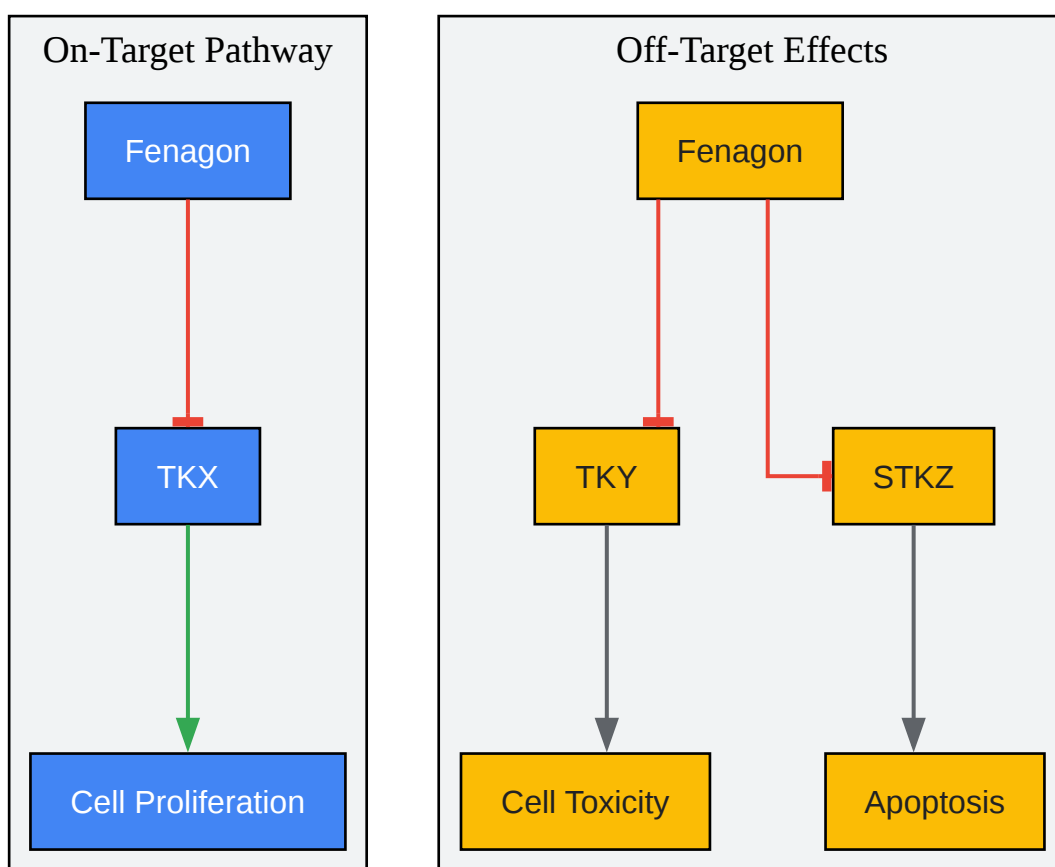 On-Target Pathway
Fenagon
TKX
Cell Proliferation
Off-Target Effects
Fenagon
TKY
STKZ
Cell Toxicity
Apoptosis